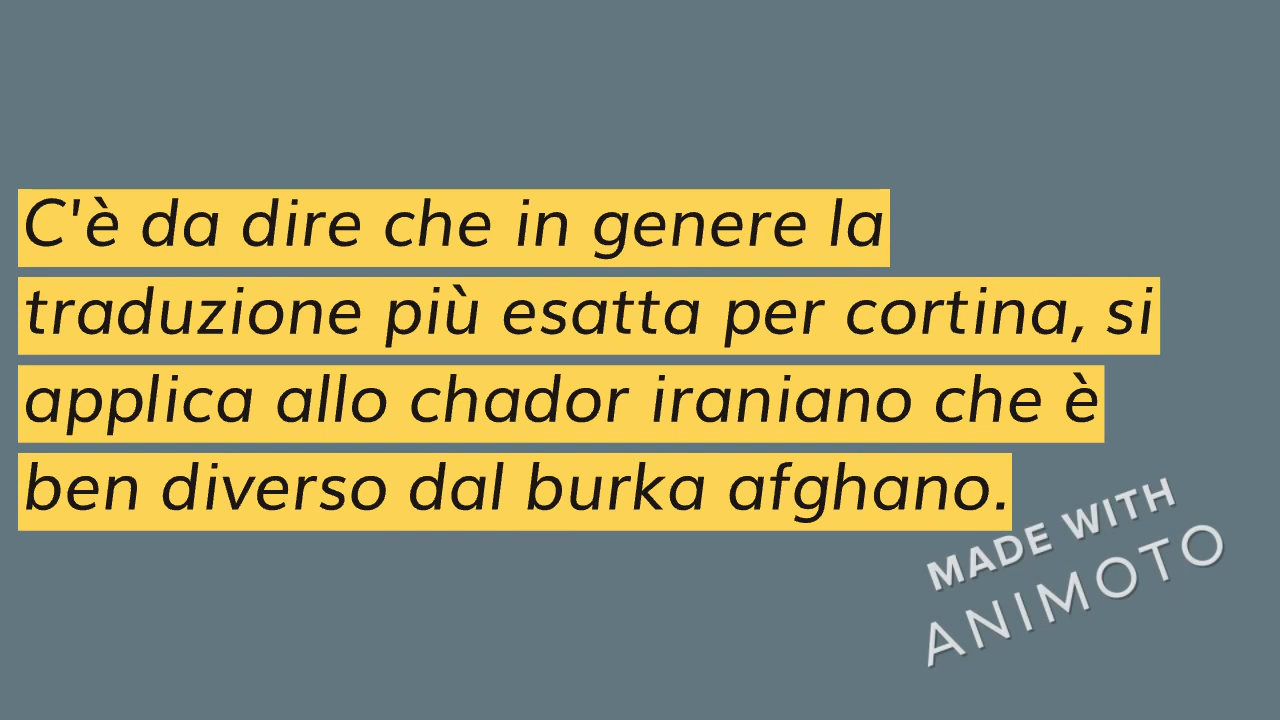 C'è da dire che in genere la
traduzione più esatta per cortina, si
applica allo chador iraniano che è
ben diverso dal burka afghano.
MADE WITH
ANIMOTO